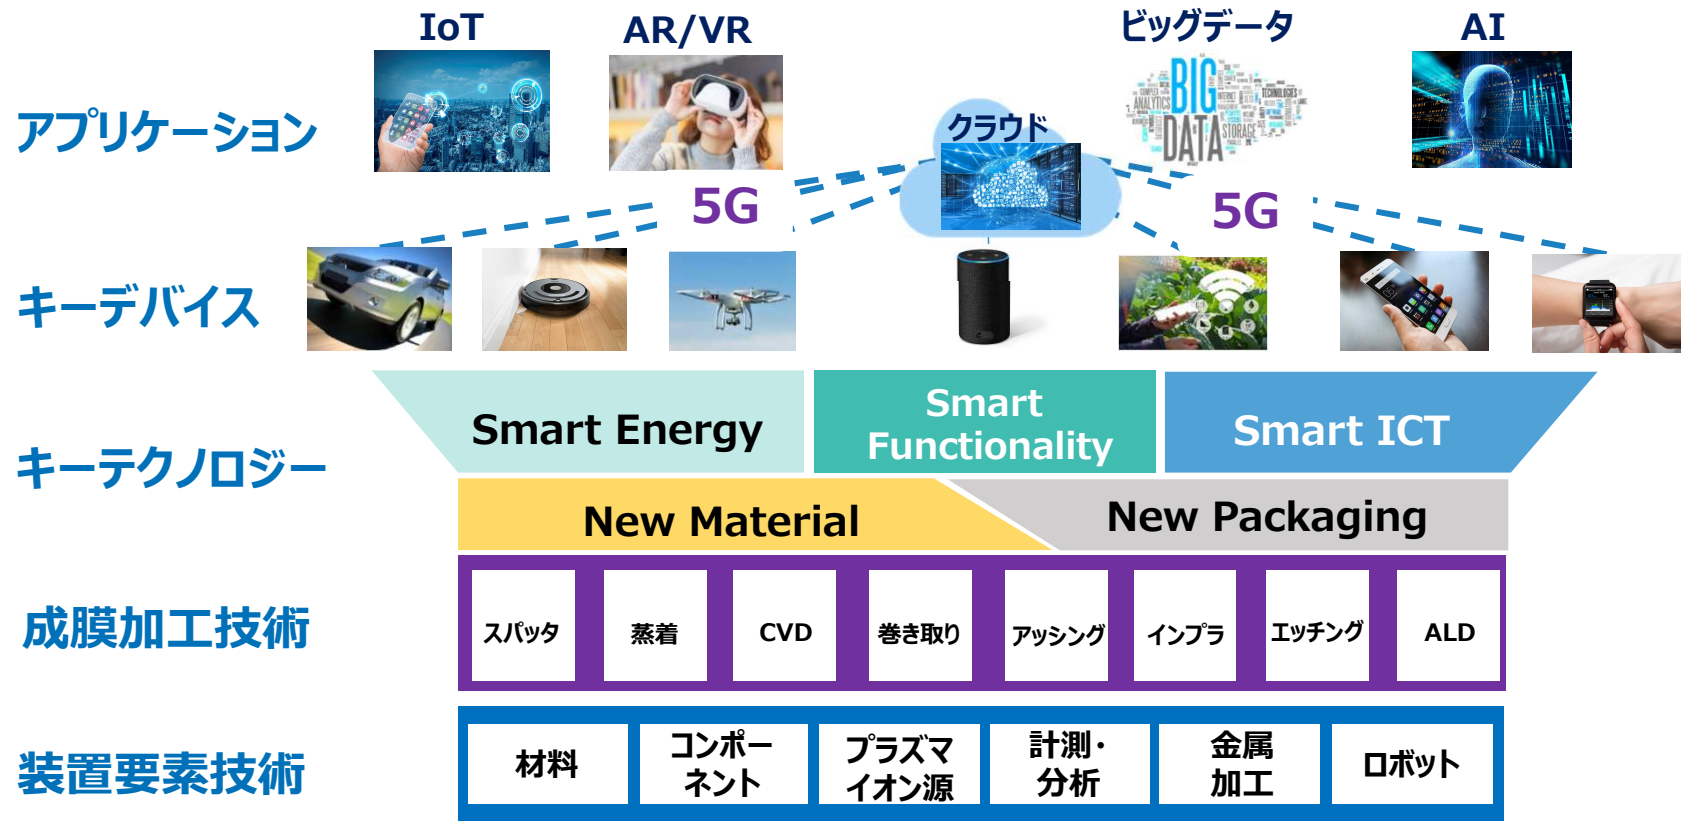 IoT
AR/VR
ビッグデータ
AI
アプリケーション
クラウド
BIG
DATA
ANALYTICS
STORAGE
TECHNOLOGIES
5G
5G
キーデバイス
キーテクノロジー
Smart Energy
Smart
Functionality
Smart ICT
New Material
New Packaging
成膜加工技術
スパッタ
蒸着
CVD
巻き取り
アッシング
インプラ
エッチング
ALD
装置要素技術
材料
コンポー
ネント
プラズマ
イオン源
計測・
分析
金属
加工
ロボット